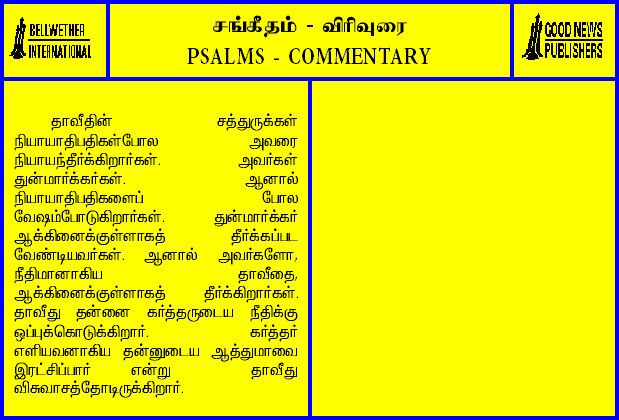 BELLWETHER
INTERNATIONAL
சங்கீதம் - விரிவுரை
PSALMS - COMMENTARY
GOOD NEWS
PUBLISHERS
தாவீதின் சத்துருக்கள்
நியாயாதிபதிகள்போல அவரை
நியாயந்தீர்க்கிறார்கள். அவர்கள்
துன்மார்க்கர்கள். ஆனால்
நியாயாதிபதிகளைப் போல
வேஷம்போடுகிறார்கள். துன்மார்க்கர்
ஆக்கினைக்குள்ளாகத் தீர்க்கப்பட
வேண்டியவர்கள். ஆனால் அவர்களோ,
நீதிமானாகிய தாவீதை,
ஆக்கினைக்குள்ளாகத் தீர்க்கிறார்கள்.
தாவீது தன்னை கர்த்தருடைய நீதிக்கு
ஒப்புக்கொடுக்கிறார். கர்த்தர்
எளியவனாகிய தன்னுடைய ஆத்துமாவை
இரட்சிப்பார் என்று தாவீது
விசுவாசத்தோடிருக்கிறார்.